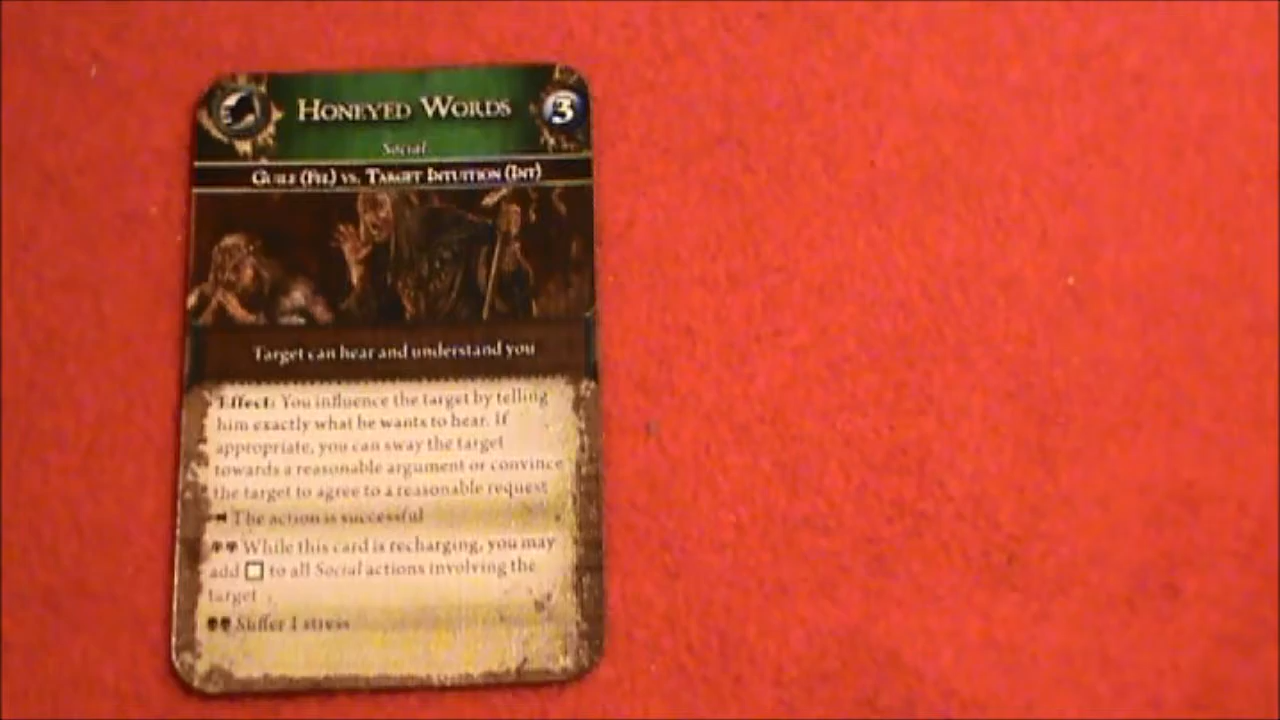 Honeyed Words
3
Social
Guile (Fel) vs. Target Intuition (Int)
Target can hear and understand you
Effect: You influence the target by telling
him exactly what he wants to hear. If
appropriate, you can sway the target
towards a reasonable argument or convince
the target to agree to a reasonable request
The action is successful
While this card is recharging, you may
add to all Social actions involving the
target
Suffer 1 stress